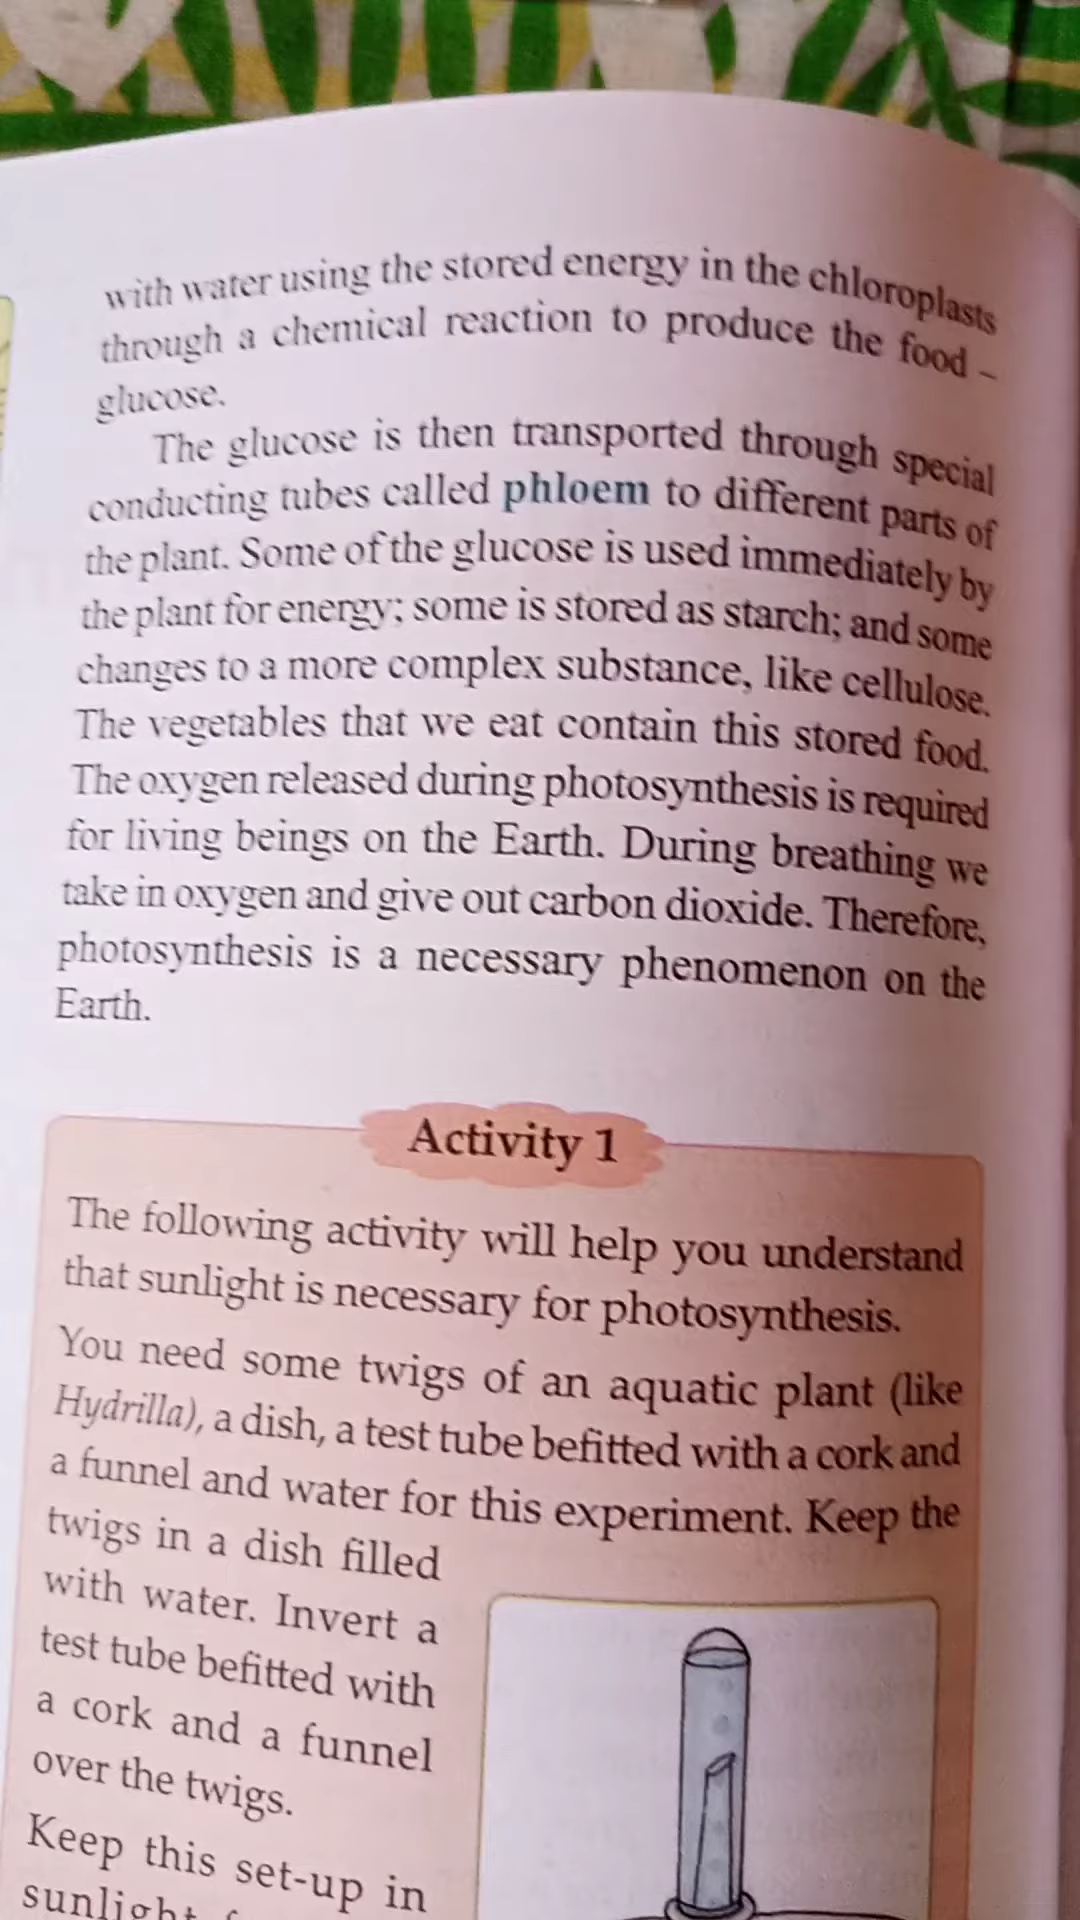 with water using the stored energy in the chloroplasts
through a chemical reaction to produce the food –
glucose.
The glucose is then transported through special
conducting tubes called phloem to different parts of
the plant. Some of the glucose is used immediately by
the plant for energy; some is stored as starch; and some
changes to a more complex substance, like cellulose.
The vegetables that we eat contain this stored food.
The oxygen released during photosynthesis is required
for living beings on the Earth. During breathing we
take in oxygen and give out carbon dioxide. Therefore,
photosynthesis is a necessary phenomenon on the
Earth.
Activity 1
The following activity will help you understand
that sunlight is necessary for photosynthesis.
You need some twigs of an aquatic plant (like
Hydrilla), a dish, a test tube befitted with a cork and
a funnel and water for this experiment. Keep the
twigs in a dish filled
with water. Invert a
test tube befitted with
a cork and a funnel
over the twigs.
Keep this set-up in
sunlight